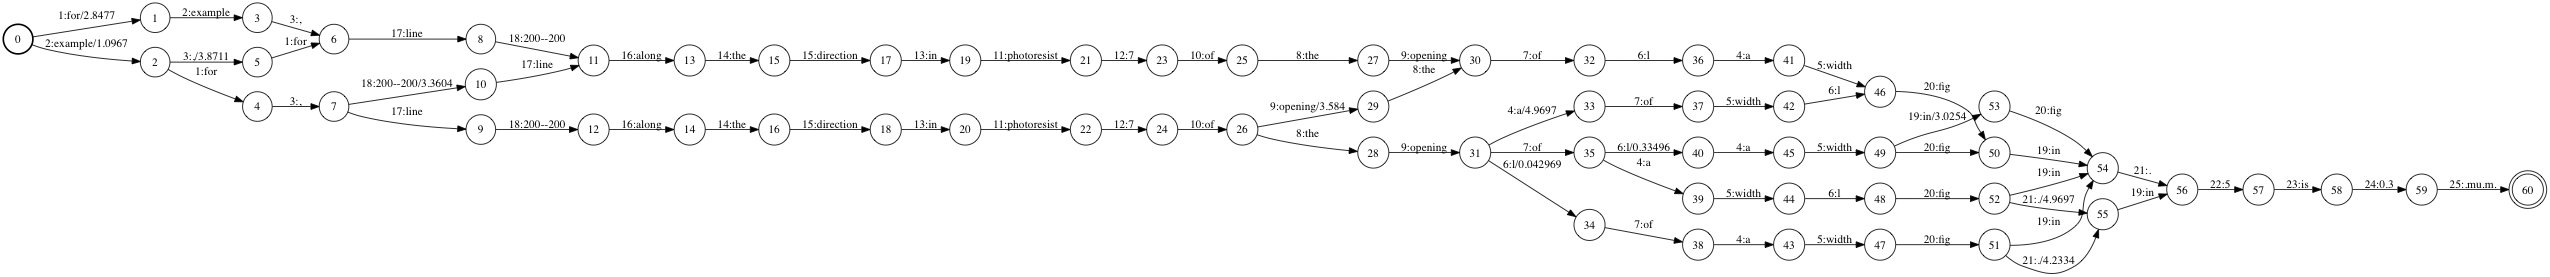 0
1:for/2.8477
2:example/1.0967
1
2:example
3
3:,
2
3:,/3.8711
5
1:for
1:for
4
3:,
6
17:line
8
18:200--200
7
18:200--200/3.3604
10
17:line
17:line
9
18:200--200
11
16:along
13
14:the
15
15:direction
17
13:in
19
11:photoresist
21
12:7
23
10:of
25
8:the
27
9:opening
12
16:along
14
14:the
16
15:direction
18
13:in
20
11:photoresist
22
12:7
24
10:of
26
9:opening/3.584
29
8:the
8:the
28
9:opening
30
7:of
32
6:l
36
4:a
41
5:width
31
4:a/4.9697
33
7:of
37
5:width
42
6:l
46
20:fig
7:of
35
6:l/0.33496
40
4:a
45
5:width
49
19:in/3.0254
53
20:fig
20:fig
50
19:in
4:a
39
5:width
44
6:l
48
20:fig
52
19:in
21:./4.9697
6:l/0.042969
34
7:of
38
4:a
43
5:width
47
20:fig
51
19:in
21:./4.2334
54
21:.
55
19:in
56
22:5
57
23:is
58
24:0.3
59
25:.mu.m.
60